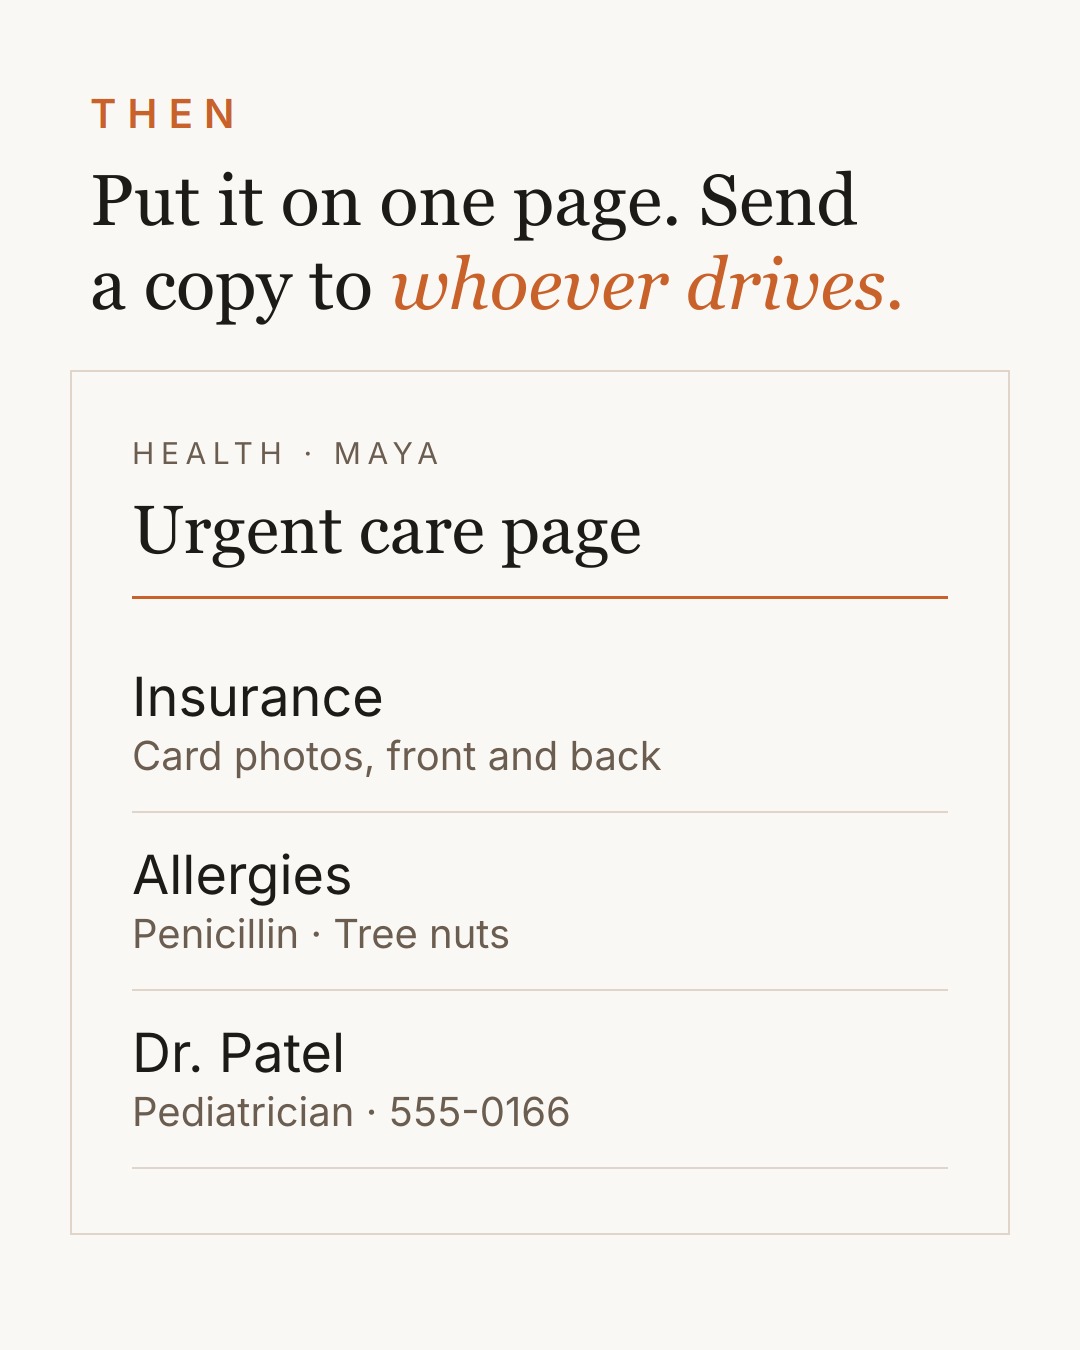 THEN
Put it on one page. Send
a copy to whoever drives.
HEALTH · MAYA
Urgent care page
Insurance
Card photos, front and back
Allergies
Penicillin · Tree nuts
Dr. Patel
Pediatrician · 555-0166